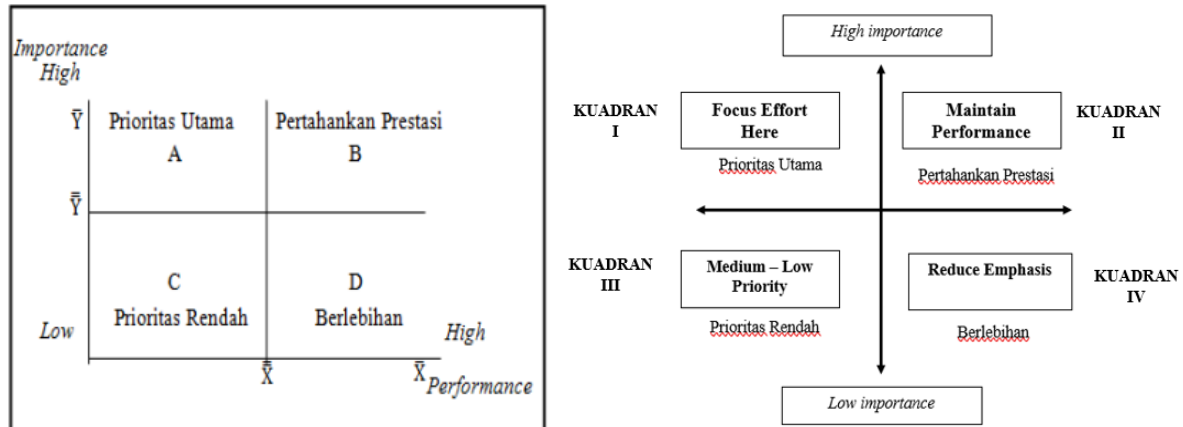 Importance
High
Y̅
Prioritas Utama
Pertahankan Prestasi
A
B
Y̿
C
D
Prioritas Rendah
Berlebihan
Low
High
X̿
X̅
Performance
High importance
KUADRAN
I
Focus Effort
Here
Maintain
Performance
KUADRAN
II
Prioritas Utama
Pertahankan Prestasi
KUADRAN
III
Medium – Low
Priority
Reduce Emphasis
KUADRAN
IV
Prioritas Rendah
Berlebihan
Low importance